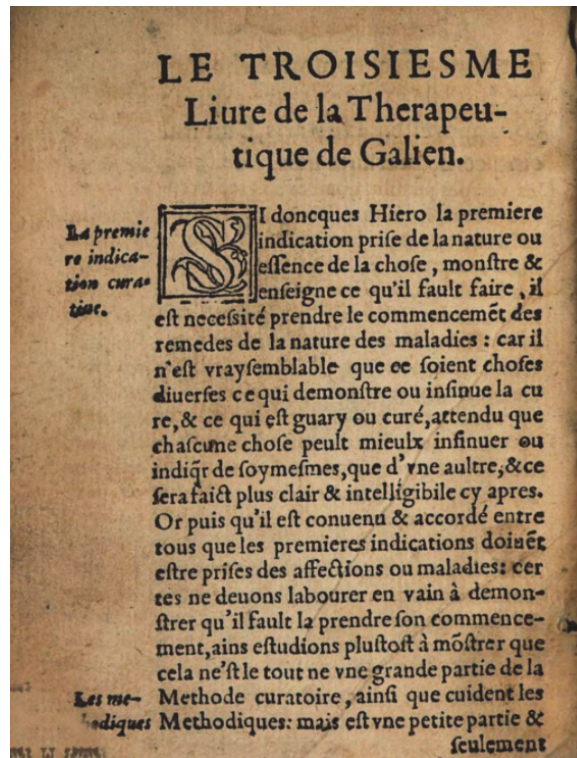 LE TROISIESME
Liure de la Therapeu-
tique de Galien.
La premie
re indica-
tion cura-
tiue.
SI doncques Hiero la premiere
indication priſe de la nature ou
eſſence de la choſe, monſtre &
enſeigne ce qu'il fault faire, il
eſt neceſsité prendre le commencemẽt des
remedes de la nature des maladies : car il
n'eſt vrayſemblable que ce ſoient choſes
diuerſes ce qui demonſtre ou inſinue la cu
re, & ce qui eſt guary ou curé, attendu que
chaſcune choſe peult mieulx inſinuer ou
indiq̃r de ſoymeſmes, que d'vne aultre, & ce
ſera faict plus clair & intelligibile cy apres.
Or puis qu'il eſt conuenu & accordé entre
tous que les premieres indications doiuẽt
eſtre priſes des affections ou maladies: cer
tes ne deuons labourer en vain à demon-
ſtrer qu'il fault la prendre ſon commence-
ment, ains eſtudions pluſtoſt à mõſtrer que
cela ne'ſt le tout ne vne grande partie de la
Les me-
thodiques
Methode curatoire, ainſi que cuident les
Methodiques: mais eſt vne petite partie &
ſeulement